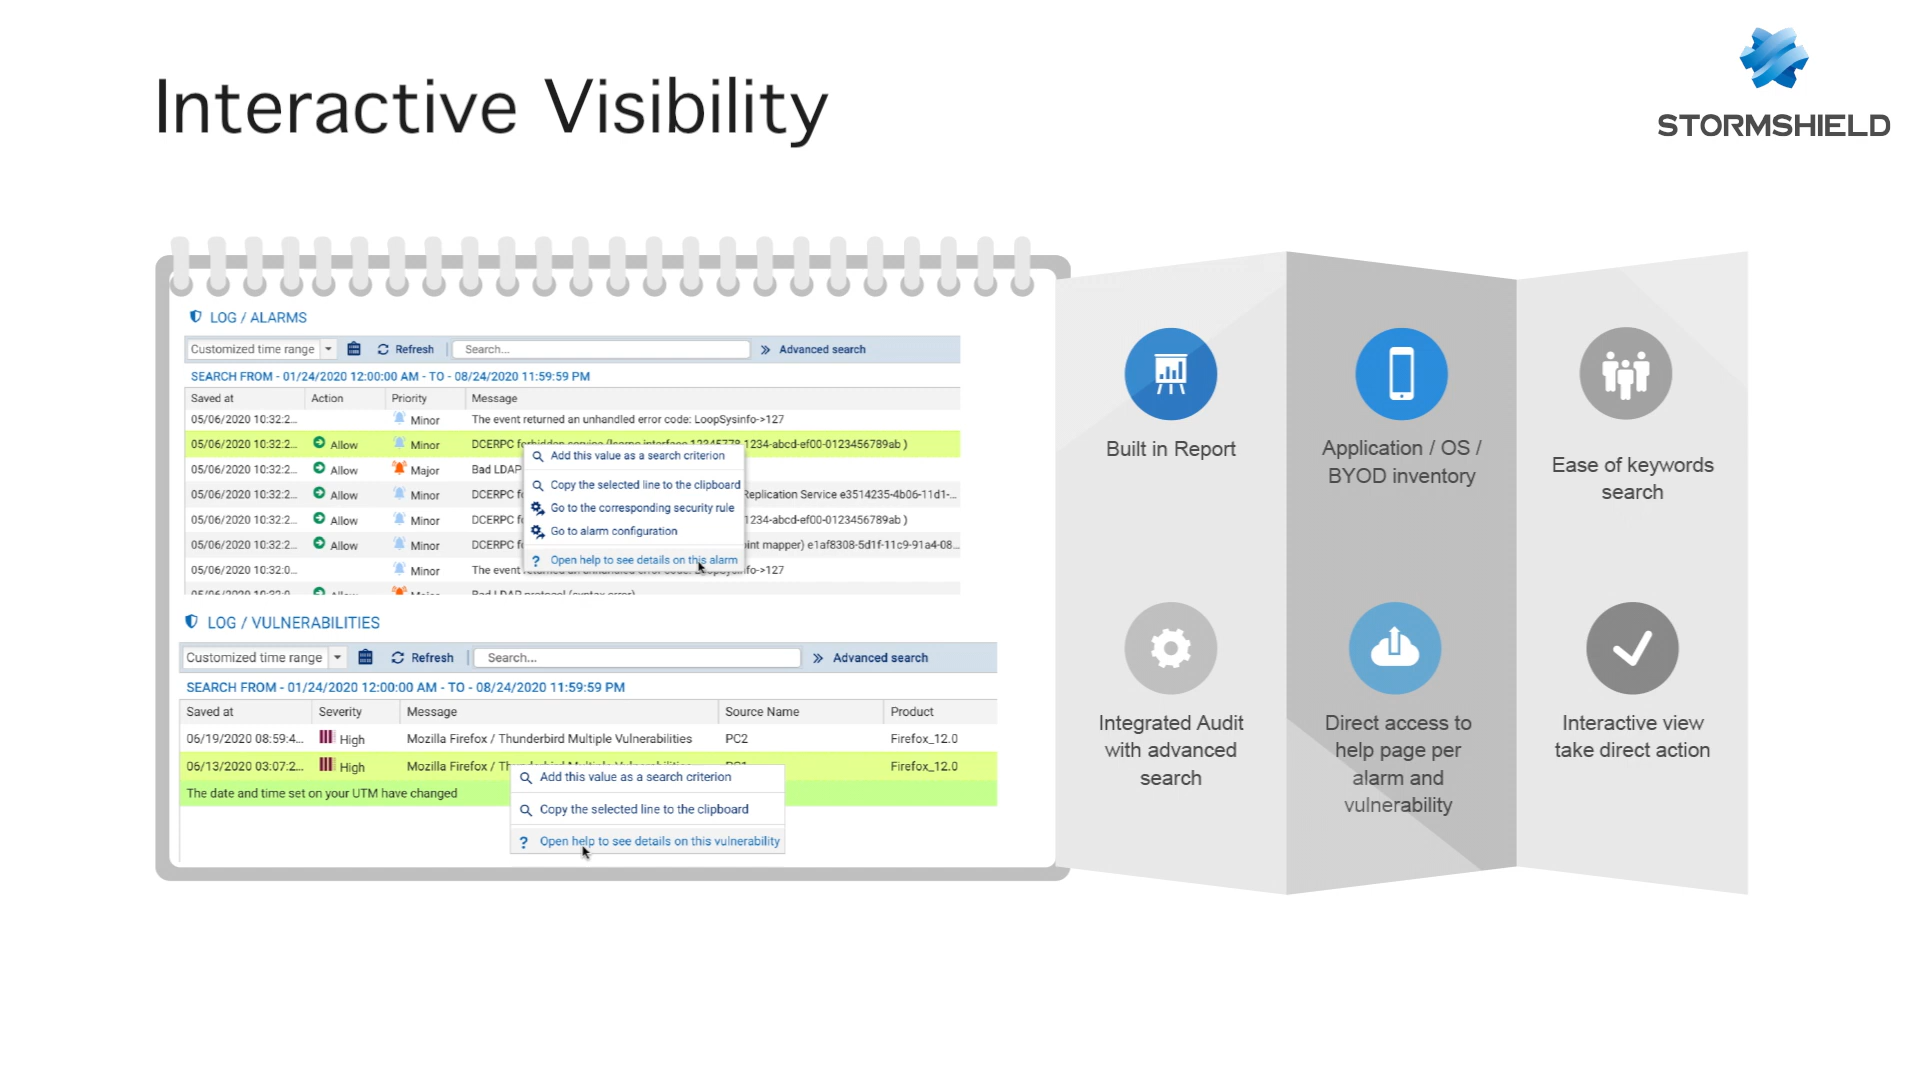 Interactive Visibility
STORMSHIELD
LOG / ALARMS
Customized time range Refresh Search... Advanced search
SEARCH FROM - 01/24/2020 12:00:00 AM - TO - 08/24/2020 11:59:59 PM
Saved at Action Priority Message
05/06/2020 10:32:2... Minor The event returned an unhandled error code: LoopSysinfo->127
05/06/2020 10:32:2... Allow Minor DCERPC forbidden service 1234-abcd-ef00-0123456789ab )
Add this value as a search criterion
05/06/2020 10:32:2... Allow Major Bad LDAP
Copy the selected line to the clipboard
05/06/2020 10:32:2... Allow Minor DCERPC Replication Service e3514235-4b06-11d1-...
Go to the corresponding security rule
05/06/2020 10:32:2... Allow Minor DCERPC 1234-abcd-ef00-0123456789ab )
Go to alarm configuration
05/06/2020 10:32:2... Allow Minor DCERPC mapper) e1af8308-5d1f-11c9-91a4-08...
Open help to see details on this alarm
05/06/2020 10:32:0... Minor The event
LOG / VULNERABILITIES
Customized time range Refresh Search... Advanced search
SEARCH FROM - 01/24/2020 12:00:00 AM - TO - 08/24/2020 11:59:59 PM
Saved at Severity Message Source Name Product
06/19/2020 08:59:4... High Mozilla Firefox / Thunderbird Multiple Vulnerabilities PC2 Firefox_12.0
06/13/2020 03:07:2... High Mozilla Firefox / Firefox_12.0
Add this value as a search criterion
The date and time set on your UTM have changed
Copy the selected line to the clipboard
Open help to see details on this vulnerability
Built in Report
Application / OS /
BYOD inventory
Ease of keywords
search
Integrated Audit
with advanced
search
Direct access to
help page per
alarm and
vulnerability
Interactive view
take direct action